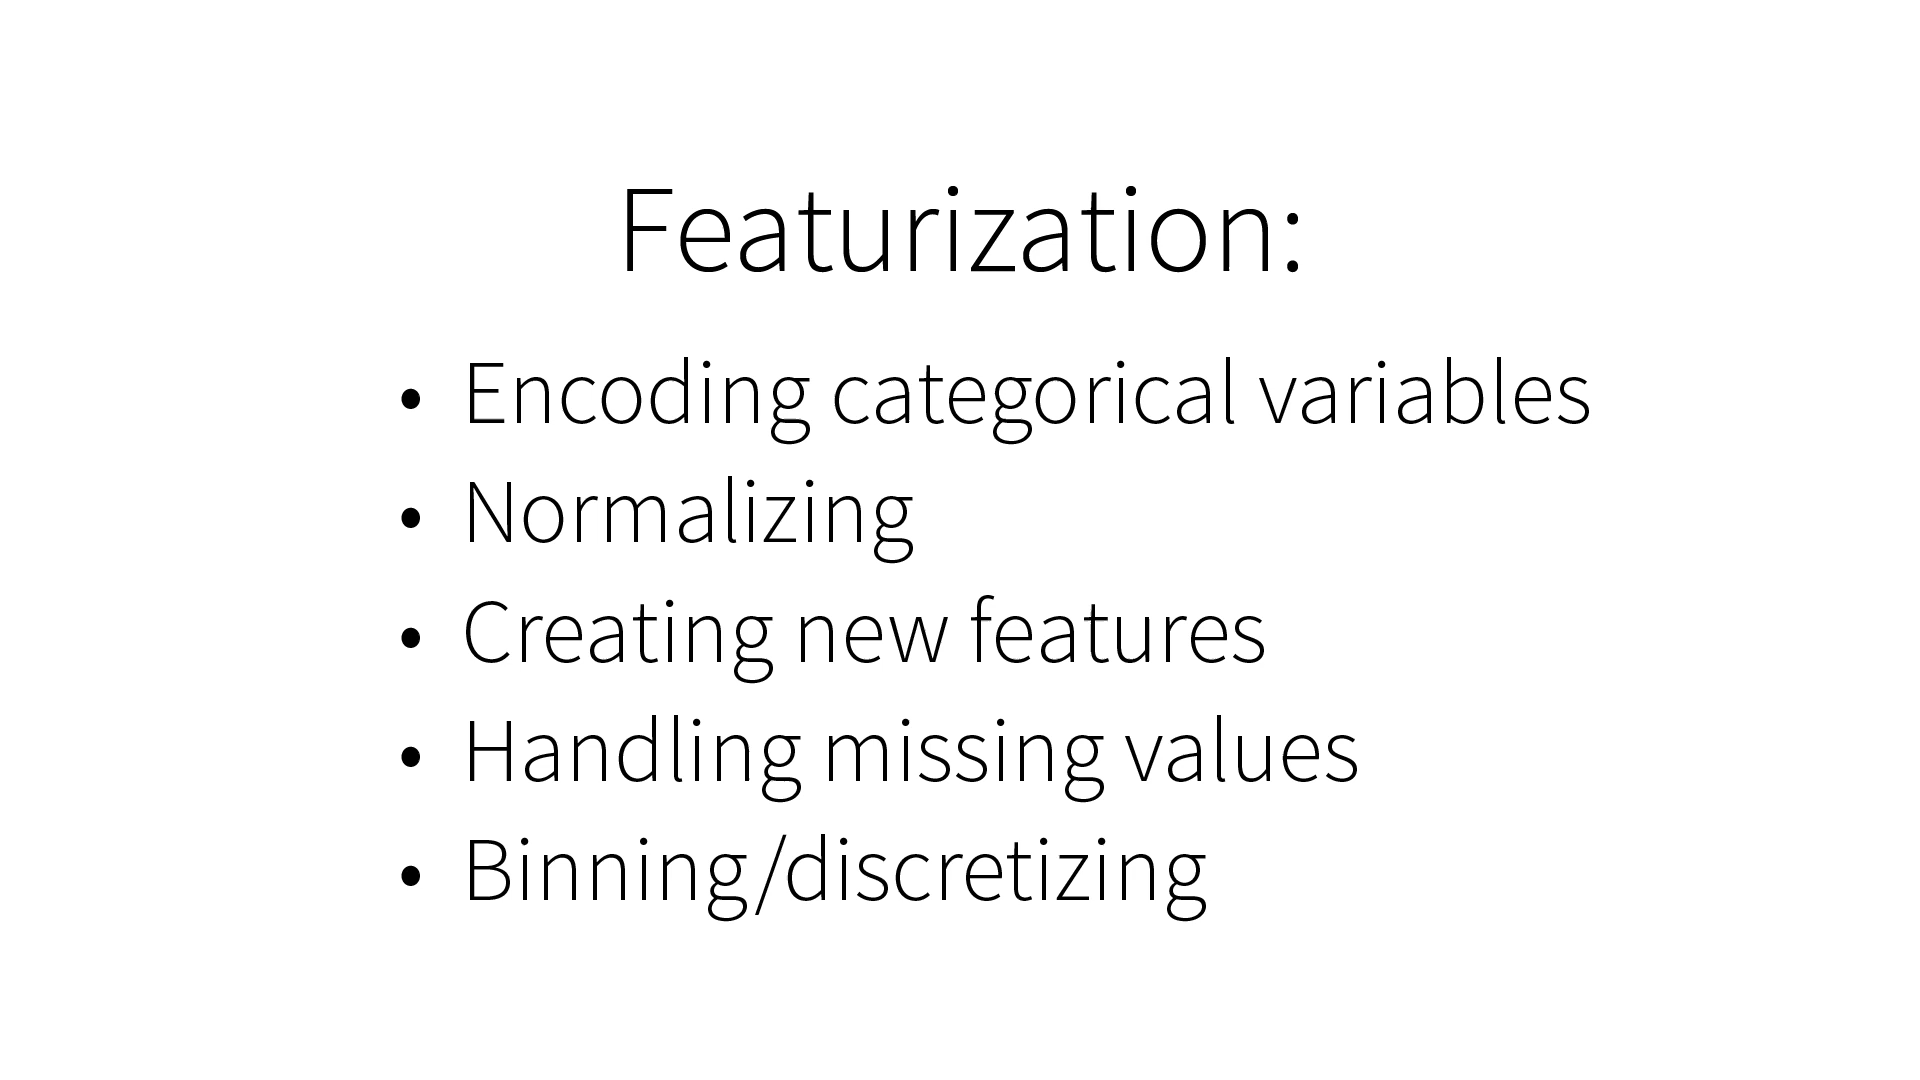 Featurization:
• Encoding categorical variables
• Normalizing
• Creating new features
• Handling missing values
• Binning/discretizing